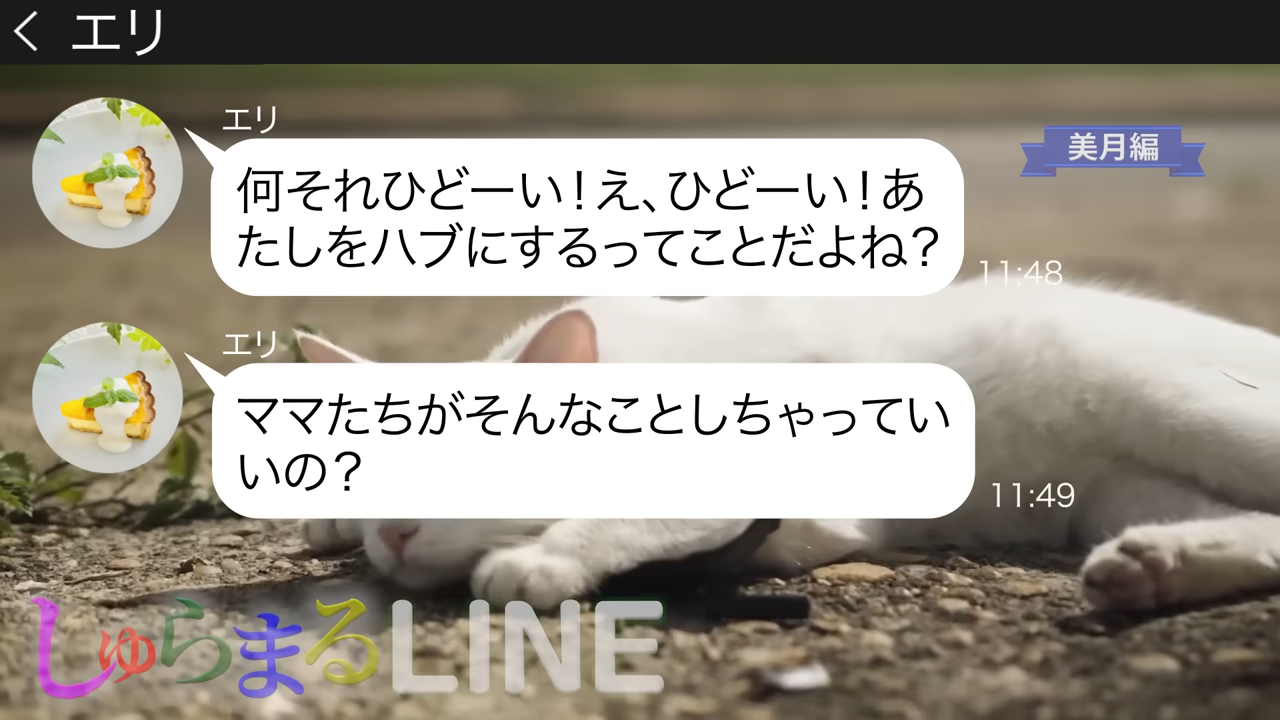 エリ
エリ
美月編
何それひどーい！え、ひどーい！あ
たしをハブにするってことだよね？
11:48
エリ
ママたちがそんなことしちゃってい
いの？
11:49
しゅらまるLINE